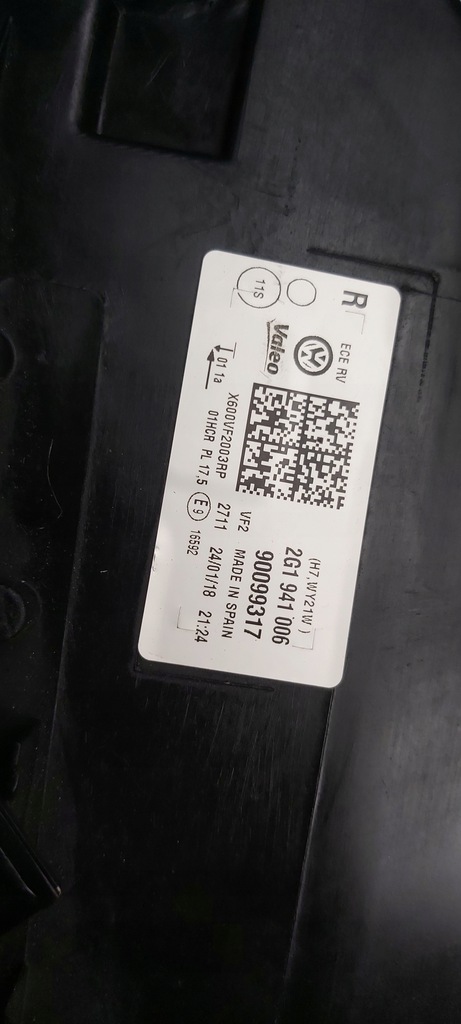 R
ECE RV
(H7,WY21W )
2G1 941 006
90099317
Valeo
VF2
MADE IN SPAIN
11S
X600VF2003RP 2711 24/01/18 21:24
01 1a
01HCR PL 17.5 E9 16592